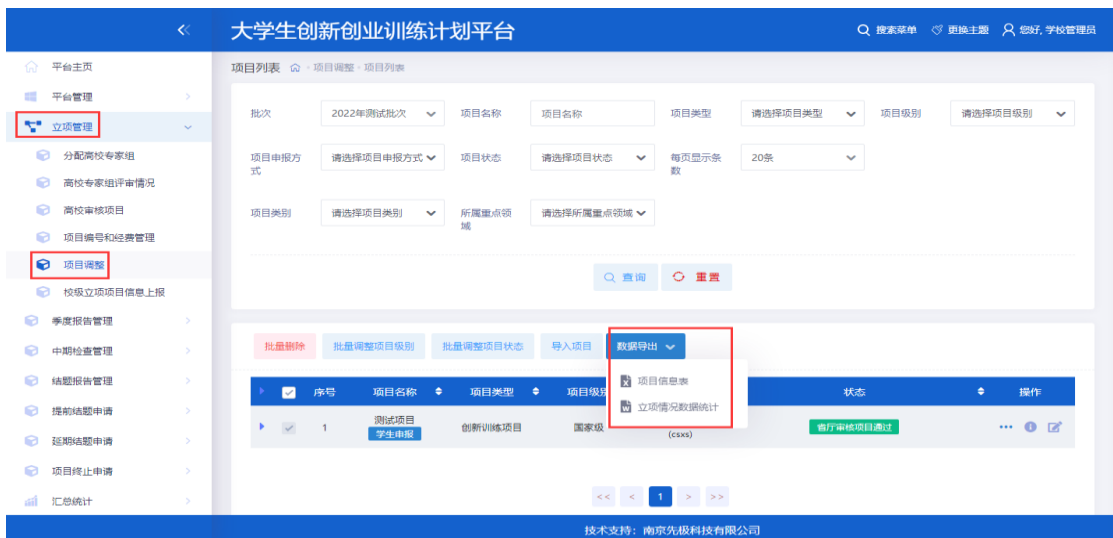 大学生创新创业训练计划平台
搜索菜单 更换主题 您好, 学校管理员
平台主页
平台管理
立项管理
分配高校专家组
高校专家组评审情况
高校审核项目
项目编号和经费管理
项目调整
校级立项项目信息上报
季度报告管理
中期检查管理
结题报告管理
提前结题申请
延期结题申请
项目终止申请
汇总统计
项目列表 - 项目调整 - 项目列表
批次 2022年测试批次 项目名称 项目名称 项目类型 请选择项目类型 项目级别 请选择项目级别
项目申报方式 请选择项目申报方式 项目状态 请选择项目状态 每页显示条数 20条
项目类别 请选择项目类别 所属重点领域 请选择所属重点领域
查询 重置
批量删除 批量调整项目级别 批量调整项目状态 导入项目 数据导出
项目信息表
立项情况数据统计
序号 项目名称 项目类型 项目级别 状态 操作
1 测试项目 学生申报 创新训练项目 国家级 (csxs) 省厅审核项目通过
<< < 1 > >>
技术支持：南京先极科技有限公司